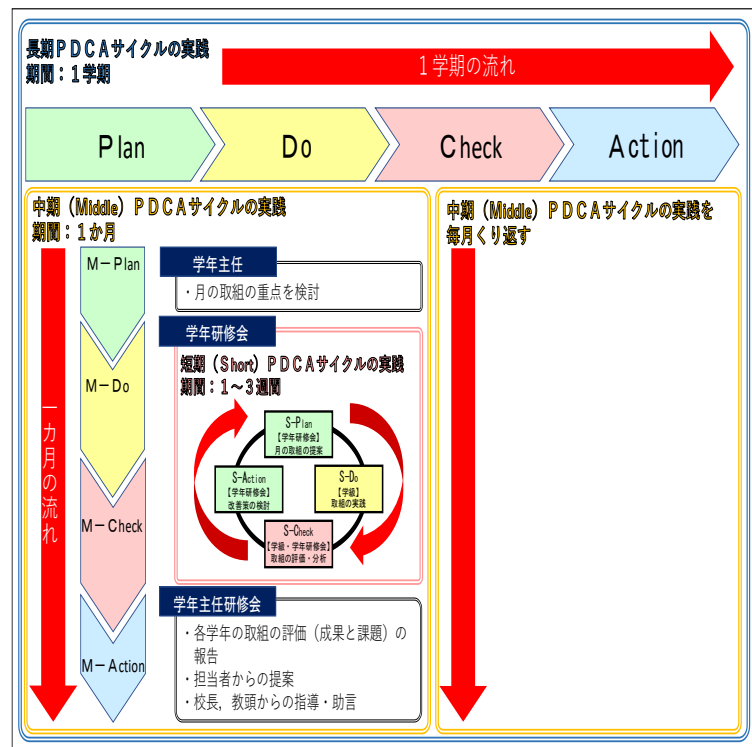 長期ＰＤＣＡサイクルの実践
期間：１学期
１学期の流れ
Ｐlan
Ｄo
Ｃheck
Ａction
中期（Middle）ＰＤＣＡサイクルの実践
期間：１か月
一カ月の流れ
Ｍ－Ｐlan
学年主任
・月の取組の重点を検討
Ｍ－Ｄo
学年研修会
短期（Ｓhort）ＰＤＣＡサイクルの実践
期間：１～３週間
S-Plan
【学年研修会】
月の取組の提案
S-Do
【学級】
取組の実践
S-Check
【学級・学年研修会】
取組の評価・分析
S-Action
【学年研修会】
改善策の検討
Ｍ－Ｃheck
Ｍ－Ａction
学年主任研修会
・各学年の取組の評価（成果と課題）の
報告
・担当者からの提案
・校長，教頭からの指導・助言
中期（Middle）ＰＤＣＡサイクルの実践を
毎月くり返す